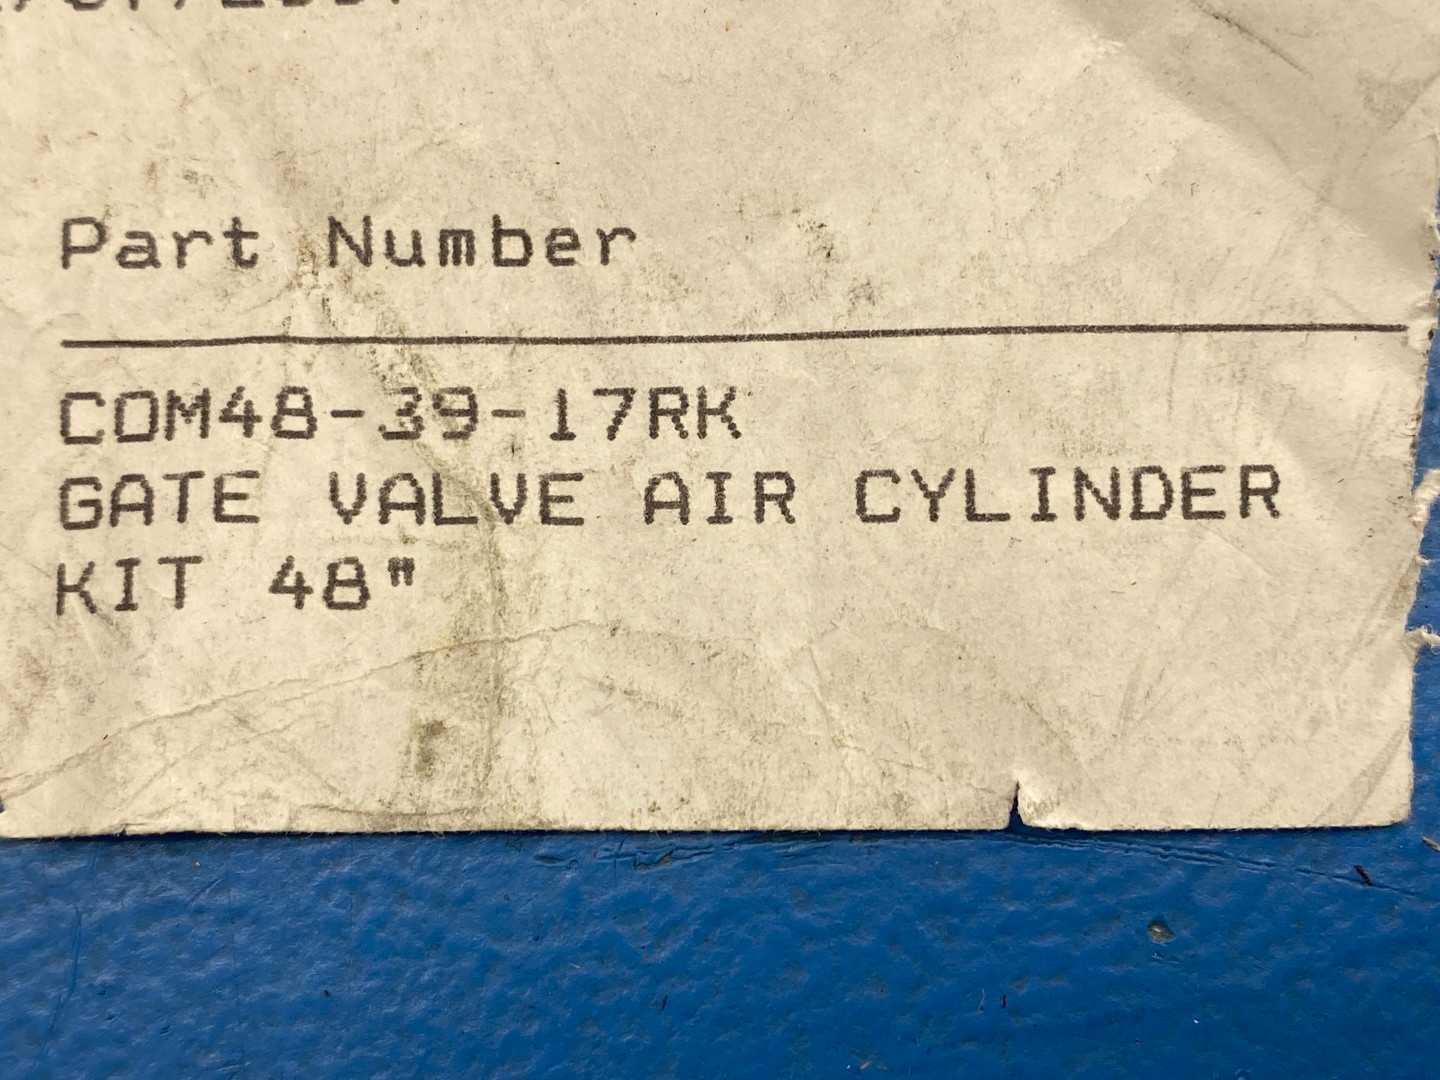 Part Number
COM48-39-17RK
GATE VALVE AIR CYLINDER
KIT 48"